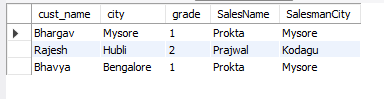 cust_name city grade SalesName SalesmanCity
Bhargav Mysore 1 Prokta Mysore
Rajesh Hubli 2 Prajwal Kodagu
Bhavya Bengalore 1 Prokta Mysore